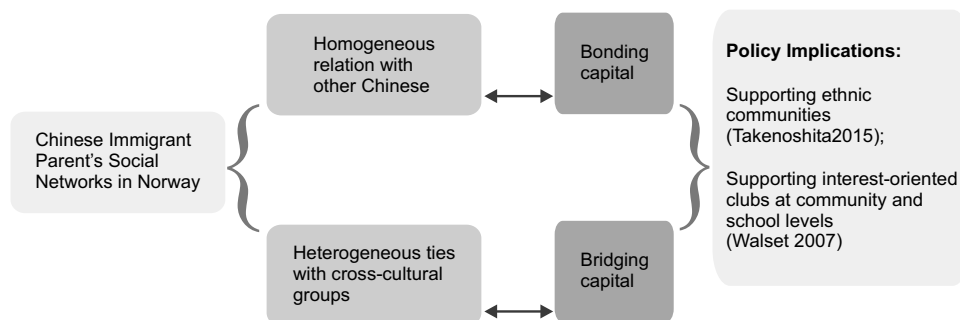 Chinese Immigrant
Parent's Social
Networks in Norway
Homogeneous
relation with
other Chinese
Bonding
capital
Heterogeneous ties
with cross-cultural
groups
Bridging
capital
Policy Implications:
Supporting ethnic
communities
(Takenoshita2015);
Supporting interest-oriented
clubs at community and
school levels
(Walset 2007)